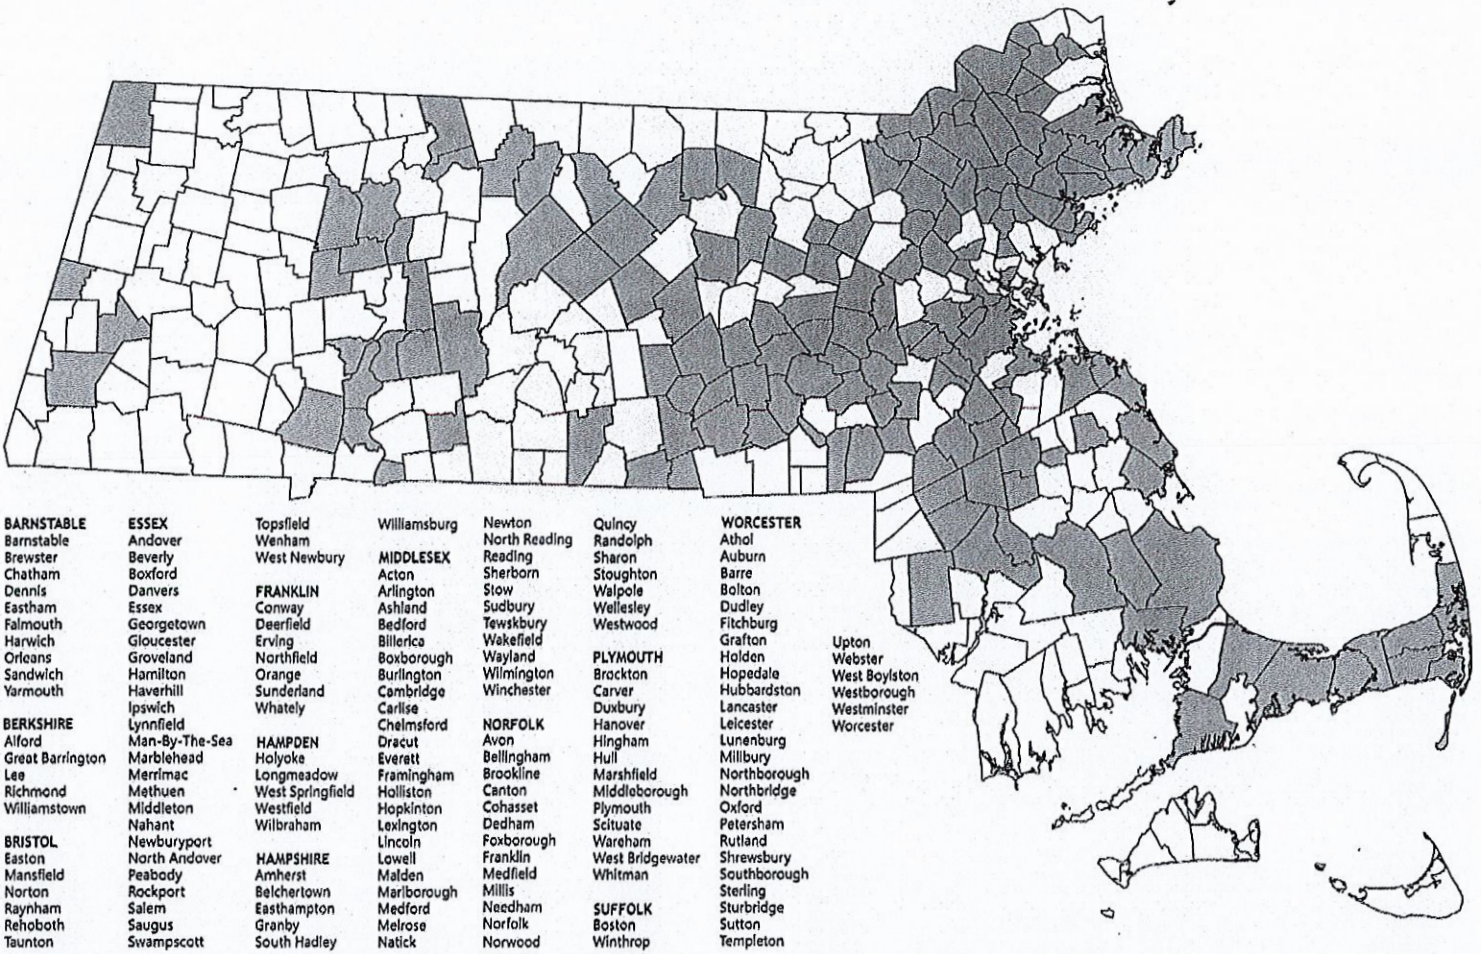 BARNSTABLE
Barnstable
Brewster
Chatham
Dennis
Eastham
Falmouth
Harwich
Orleans
Sandwich
Yarmouth
BERKSHIRE
Alford
Great Barrington
Lee
Richmond
Williamstown
BRISTOL
Easton
Mansfield
Norton
Raynham
Rehoboth
Taunton
ESSEX
Andover
Beverly
Boxford
Danvers
Essex
Georgetown
Gloucester
Groveland
Hamilton
Haverhill
Ipswich
Lynnfield
Man-By-The-Sea
Marblehead
Merrimac
Methuen
Middleton
Nahant
Newburyport
North Andover
Peabody
Rockport
Salem
Saugus
Swampscott
Topsfield
Wenham
West Newbury
FRANKLIN
Conway
Deerfield
Erving
Northfield
Orange
Sunderland
Whately
HAMPDEN
Holyoke
Longmeadow
West Springfield
Westfield
Wilbraham
HAMPSHIRE
Amherst
Belchertown
Easthampton
Granby
South Hadley
Williamsburg
MIDDLESEX
Acton
Arlington
Ashland
Bedford
Billerica
Boxborough
Burlington
Cambridge
Carlise
Chelmsford
Dracut
Everett
Framingham
Holliston
Hopkinton
Lexington
Lincoln
Lowell
Malden
Marlborough
Medford
Melrose
Natick
Newton
North Reading
Reading
Sherborn
Stow
Sudbury
Tewskbury
Wakefield
Wayland
Wilmington
Winchester
NORFOLK
Avon
Bellingham
Brookline
Canton
Cohasset
Dedham
Foxborough
Franklin
Medfield
Millis
Needham
Norfolk
Norwood
Quincy
Randolph
Sharon
Stoughton
Walpole
Wellesley
Westwood
PLYMOUTH
Brockton
Carver
Duxbury
Hanover
Hingham
Hull
Marshfield
Middleborough
Plymouth
Scituate
Wareham
West Bridgewater
Whitman
SUFFOLK
Boston
Winthrop
WORCESTER
Athol
Auburn
Barre
Bolton
Dudley
Fitchburg
Grafton
Holden
Hopedale
Hubbardston
Lancaster
Leicester
Lunenburg
Millbury
Northborough
Northbridge
Oxford
Petersham
Rutland
Shrewsbury
Southborough
Sterling
Sturbridge
Sutton
Templeton
Upton
Webster
West Boylston
Westborough
Westminster
Worcester